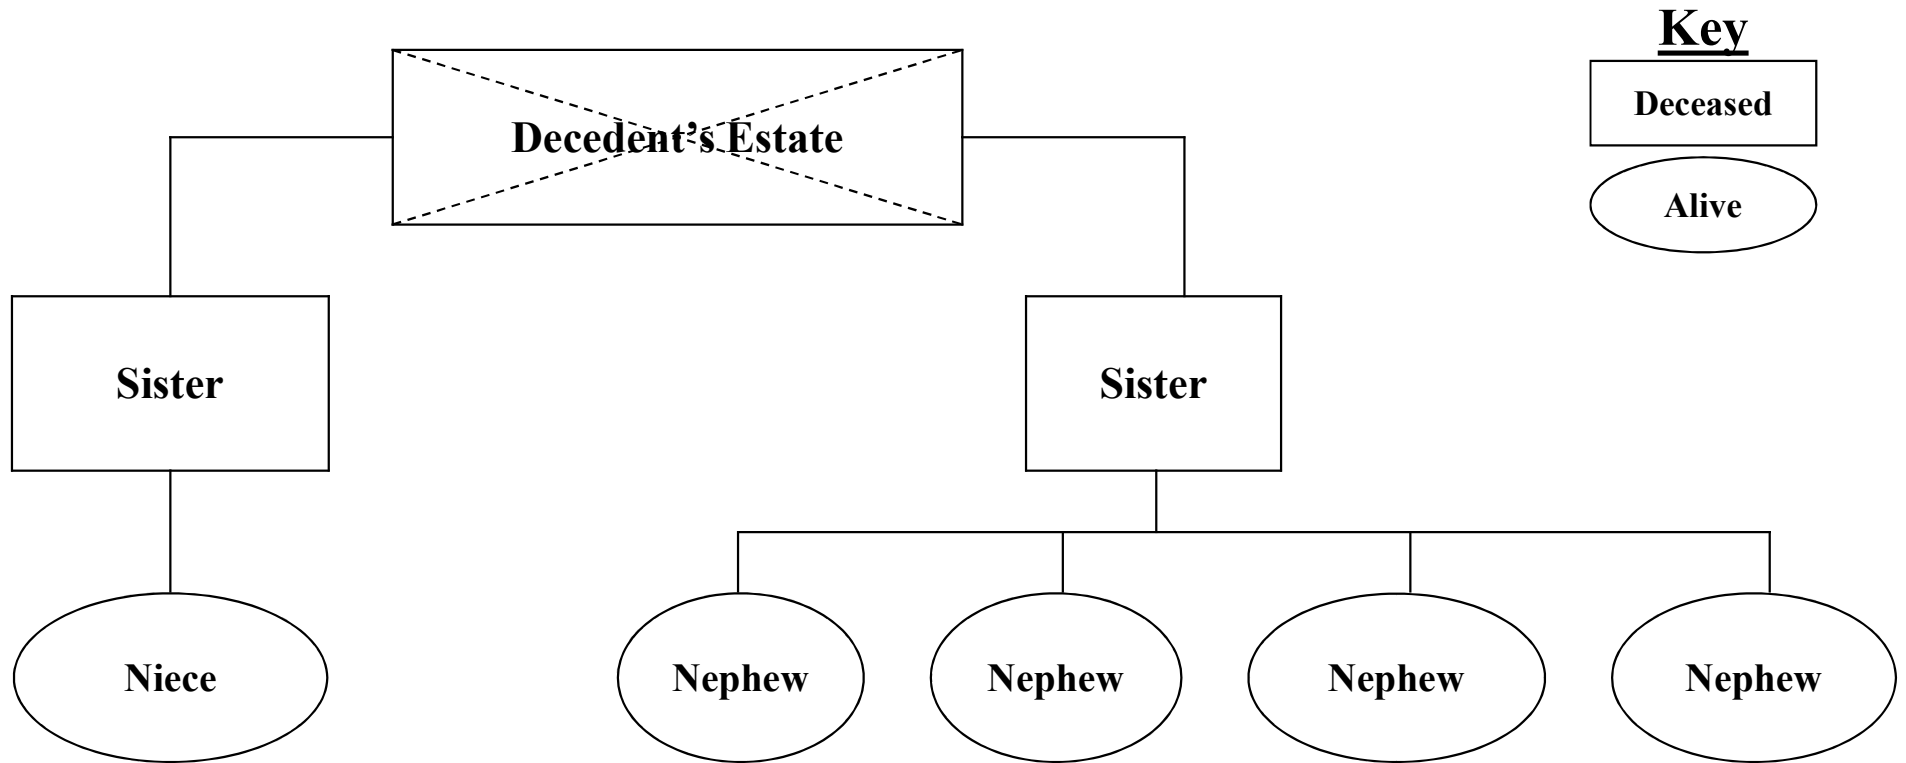 Key
Deceased
Alive
Decedent’s Estate
Sister
Sister
Niece
Nephew
Nephew
Nephew
Nephew